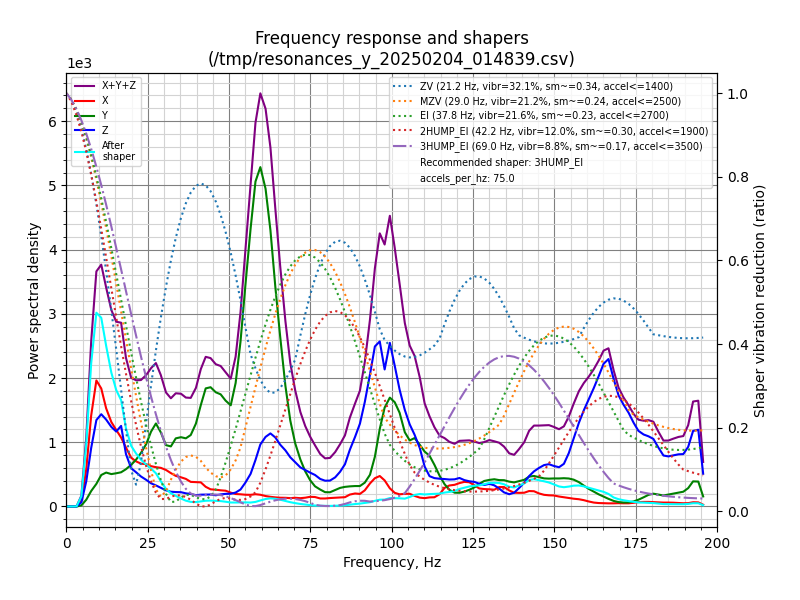 Frequency response and shapers
(/tmp/resonances_y_20250204_014839.csv)
1e3
X+Y+Z
X
Y
Z
After
shaper
ZV (21.2 Hz, vibr=32.1%, sm~=0.34, accel<=1400)
MZV (29.0 Hz, vibr=21.2%, sm~=0.24, accel<=2500)
EI (37.8 Hz, vibr=21.6%, sm~=0.23, accel<=2700)
2HUMP_EI (42.2 Hz, vibr=12.0%, sm~=0.30, accel<=1900)
3HUMP_EI (69.0 Hz, vibr=8.8%, sm~=0.17, accel<=3500)
Recommended shaper: 3HUMP_EI
accels_per_hz: 75.0
Power spectral density
6
5
4
3
2
1
0
1.0
0.8
0.6
0.4
0.2
0.0
Shaper vibration reduction (ratio)
0 25 50 75 100 125 150 175 200
Frequency, Hz